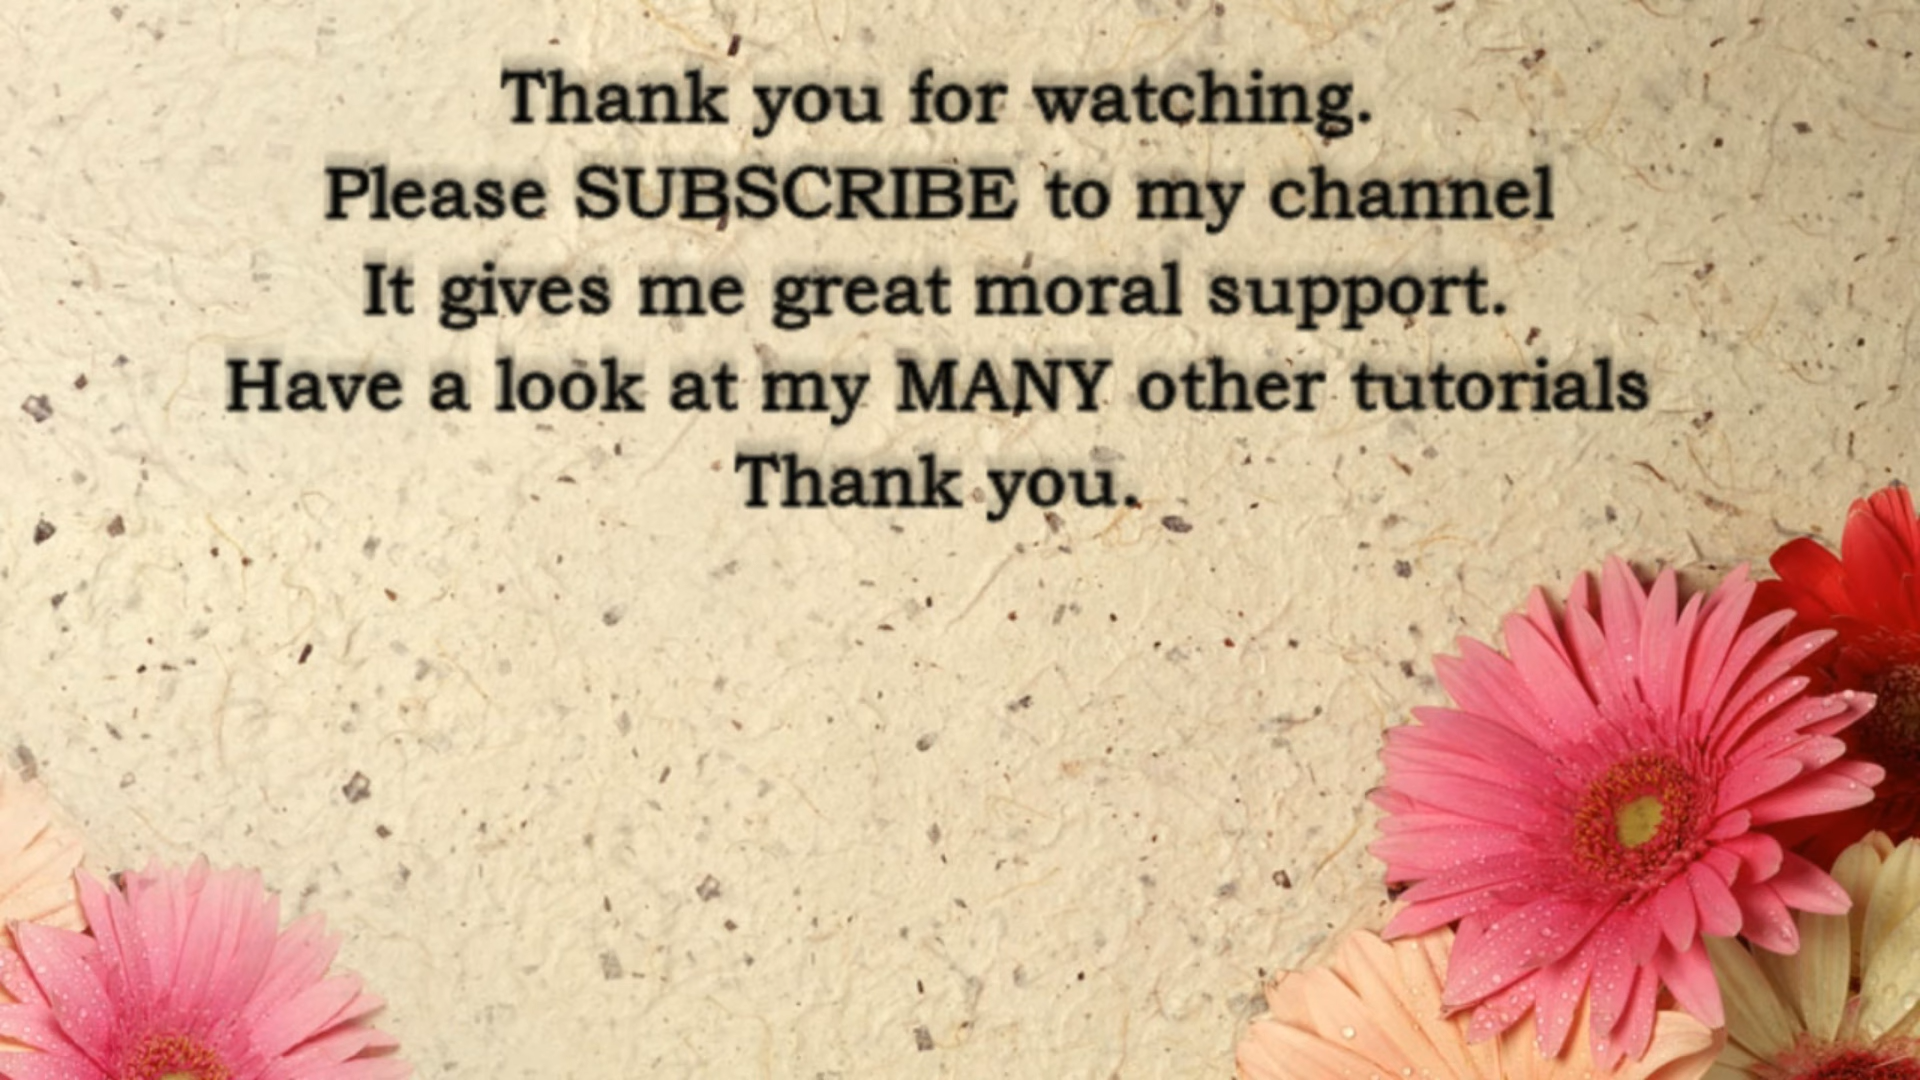 Thank you for watching.
Please SUBSCRIBE to my channel
It gives me great moral support.
Have a look at my MANY other tutorials
Thank you.